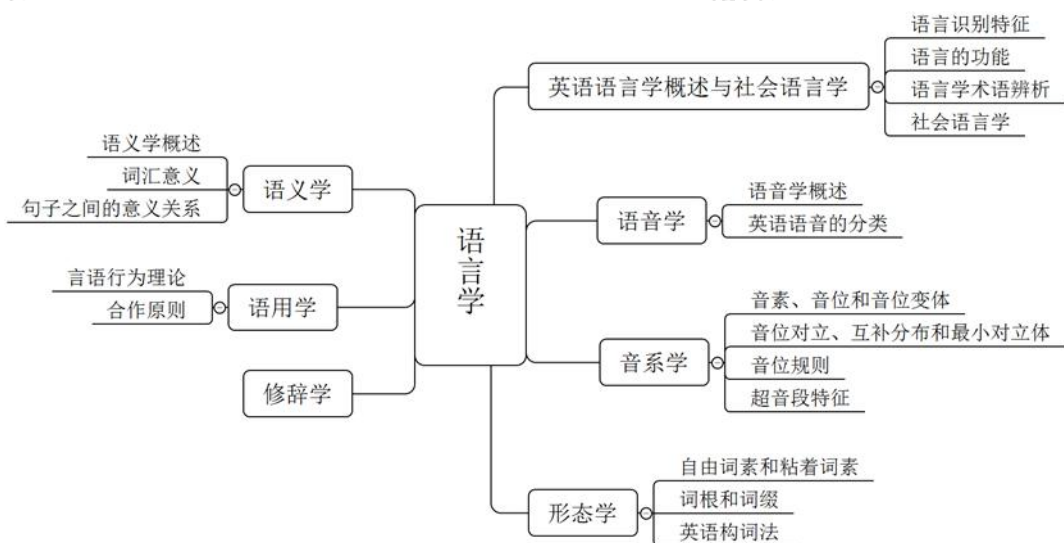 语言学
英语语言学概述与社会语言学
语言识别特征
语言的功能
语言学术语辨析
社会语言学
语音学
语音学概述
英语语音的分类
音系学
音素、音位和音位变体
音位对立、互补分布和最小对立体
音位规则
超音段特征
形态学
自由词素和粘着词素
词根和词缀
英语构词法
语义学
语义学概述
词汇意义
句子之间的意义关系
语用学
言语行为理论
合作原则
修辞学